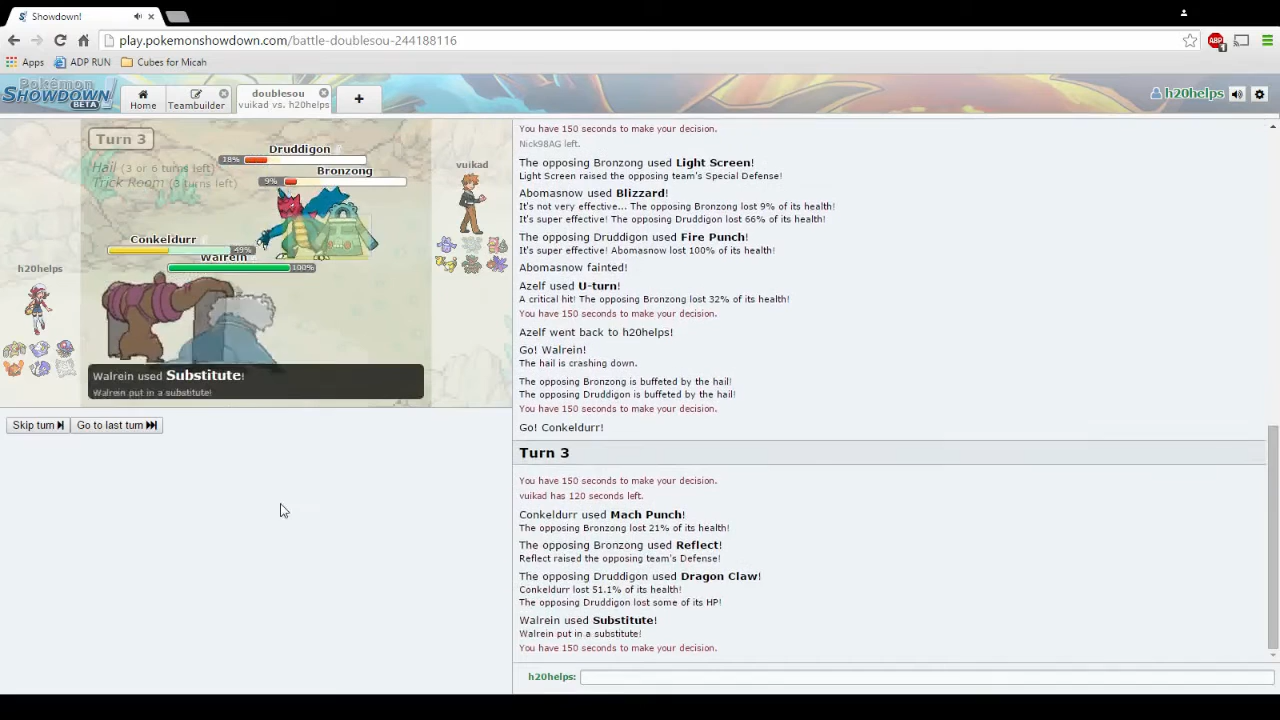 Showdown!
play.pokemonshowdown.com/battle-doublesou-244188116
ABP
Apps
ADP RUN
Cubes for Micah
Pokémon
SHOWDOWN!
BETA
Home
Teambuilder
doublesou
vuikad vs. h20helps
h20helps
Turn 3
Hail (3 or 6 turns left)
Trick Room (3 turns left)
Druddigon
18%
Bronzong
9%
vuikad
Conkeldurr
49%
Walrein
100%
h20helps
Walrein used Substitute!
Walrein put in a substitute!
Skip turn
Go to last turn
You have 150 seconds to make your decision.
Nick98AG left.
The opposing Bronzong used Light Screen!
Light Screen raised the opposing team's Special Defense!
Abomasnow used Blizzard!
It's not very effective... The opposing Bronzong lost 9% of its health!
It's super effective! The opposing Druddigon lost 66% of its health!
The opposing Druddigon used Fire Punch!
It's super effective! Abomasnow lost 100% of its health!
Abomasnow fainted!
Azelf used U-turn!
A critical hit! The opposing Bronzong lost 32% of its health!
You have 150 seconds to make your decision.
Azelf went back to h20helps!
Go! Walrein!
The hail is crashing down.
The opposing Bronzong is buffeted by the hail!
The opposing Druddigon is buffeted by the hail!
You have 150 seconds to make your decision.
Go! Conkeldurr!
Turn 3
You have 150 seconds to make your decision.
vuikad has 120 seconds left.
Conkeldurr used Mach Punch!
The opposing Bronzong lost 21% of its health!
The opposing Bronzong used Reflect!
Reflect raised the opposing team's Defense!
The opposing Druddigon used Dragon Claw!
Conkeldurr lost 51.1% of its health!
The opposing Druddigon lost some of its HP!
Walrein used Substitute!
Walrein put in a substitute!
You have 150 seconds to make your decision.
h20helps: